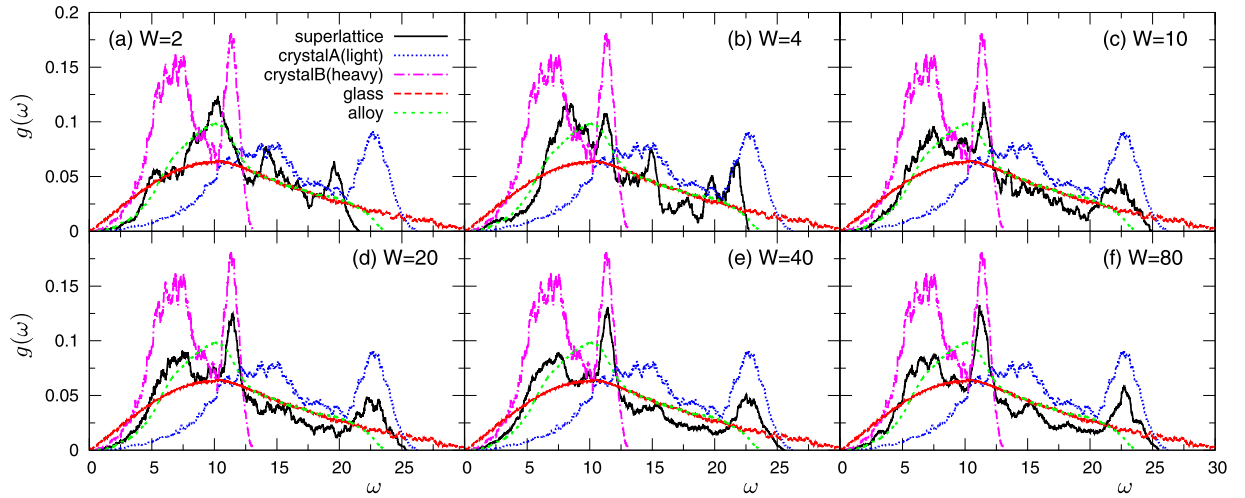 (a) W=2
superlattice
crystalA(light)
crystalB(heavy)
glass
alloy
(b) W=4
(c) W=10
0.2
0.15
0.1
0.05
0
g(ω)
(d) W=20
(e) W=40
(f) W=80
0.15
0.1
0.05
0
g(ω)
0 5 10 15 20 25
0 5 10 15 20 25
0 5 10 15 20 25 30
ω
ω
ω